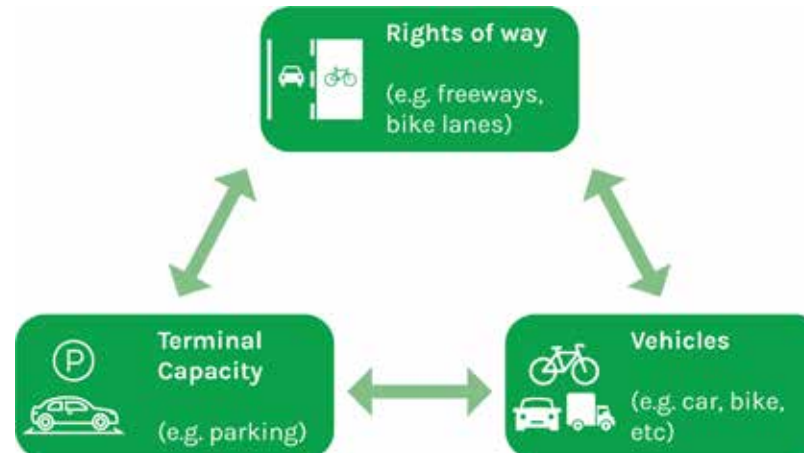 Rights of way
(e.g. freeways,
bike lanes)
P
Terminal
Capacity
(e.g. parking)
Vehicles
(e.g. car, bike,
etc)